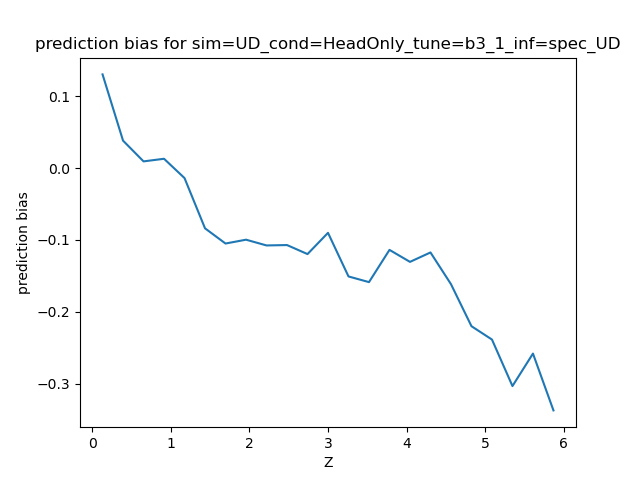 prediction bias for sim=UD_cond=HeadOnly_tune=b3_1_inf=spec_UD
0.1
0.0
−0.1
−0.2
−0.3
prediction bias
0 1 2 3 4 5 6
Z